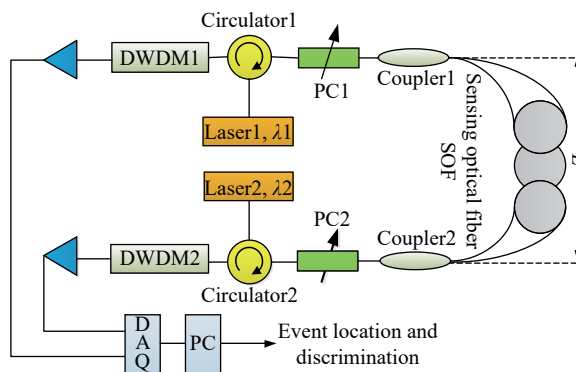 Circulator1
DWDM1
PC1
Coupler1
Laser1, λ1
Sensing optical fiber
SOF
Laser2, λ2
PC2
Coupler2
DWDM2
Circulator2
D
A
Q
PC
Event location and
discrimination